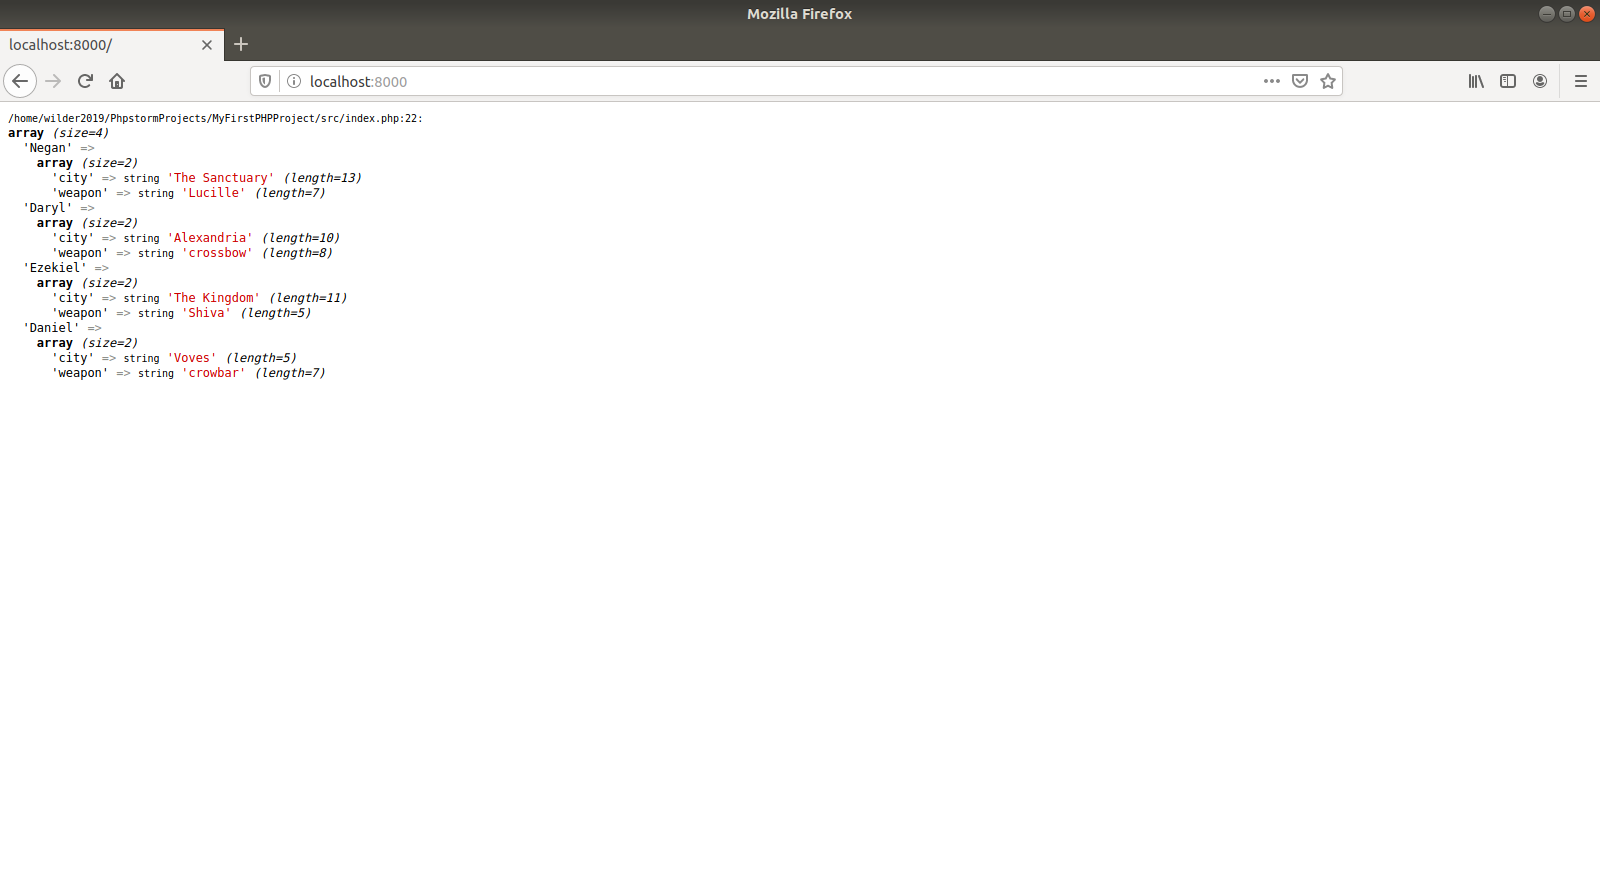 Mozilla Firefox
localhost:8000/
localhost:8000
/home/wilder2019/PhpstormProjects/MyFirstPHPProject/src/index.php:22:
array (size=4)
  'Negan' =>
    array (size=2)
      'city' => string 'The Sanctuary' (length=13)
      'weapon' => string 'Lucille' (length=7)
  'Daryl' =>
    array (size=2)
      'city' => string 'Alexandria' (length=10)
      'weapon' => string 'crossbow' (length=8)
  'Ezekiel' =>
    array (size=2)
      'city' => string 'The Kingdom' (length=11)
      'weapon' => string 'Shiva' (length=5)
  'Daniel' =>
    array (size=2)
      'city' => string 'Voves' (length=5)
      'weapon' => string 'crowbar' (length=7)